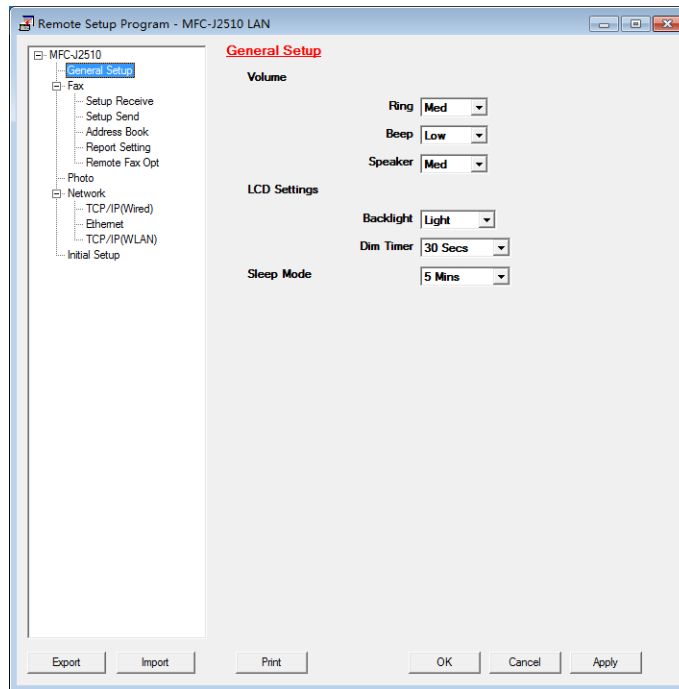 Remote Setup Program - MFC-J2510 LAN
MFC-J2510
General Setup
Fax
Setup Receive
Setup Send
Address Book
Report Setting
Remote Fax Opt
Photo
Network
TCP/IP(Wired)
Ethernet
TCP/IP(WLAN)
Initial Setup
General Setup
Volume
Ring Med
Beep Low
Speaker Med
LCD Settings
Backlight Light
Dim Timer 30 Secs
Sleep Mode 5 Mins
Export Import Print OK Cancel Apply